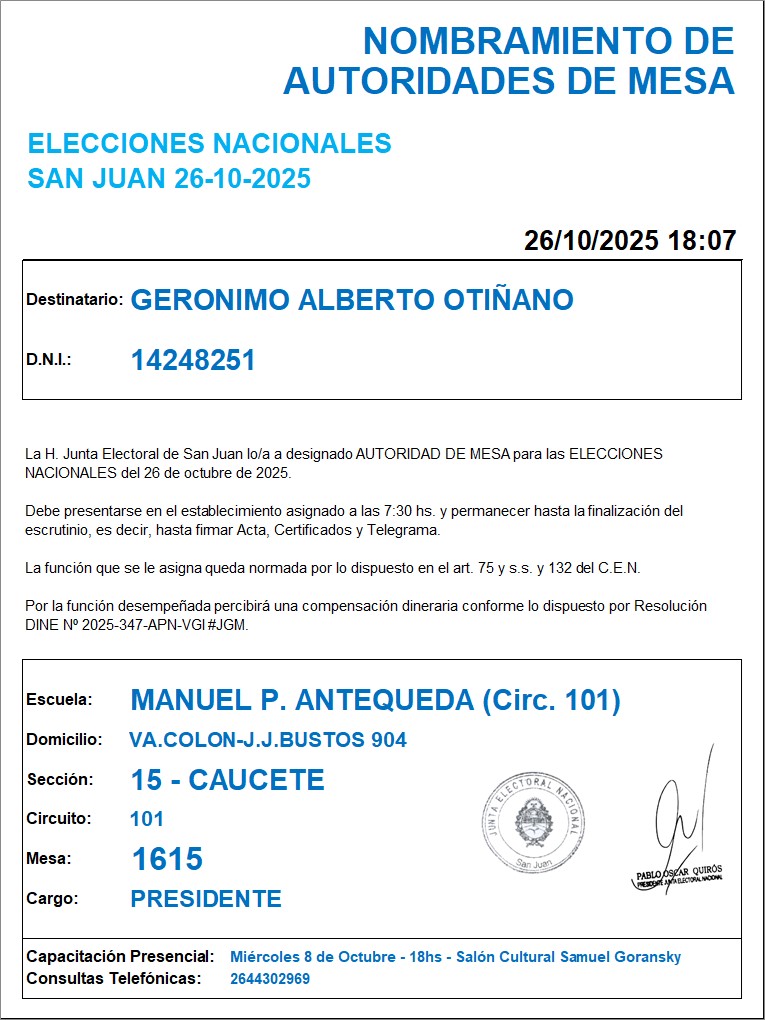 NOMBRAMIENTO DE
AUTORIDADES DE MESA
ELECCIONES NACIONALES
SAN JUAN 26-10-2025
26/10/2025 18:07
Destinatario: GERONIMO ALBERTO OTIÑANO
D.N.I.: 14248251
La H. Junta Electoral de San Juan lo/a a designado AUTORIDAD DE MESA para las ELECCIONES
NACIONALES del 26 de octubre de 2025.
Debe presentarse en el establecimiento asignado a las 7:30 hs. y permanecer hasta la finalización del
escrutinio, es decir, hasta firmar Acta, Certificados y Telegrama.
La función que se le asigna queda normada por lo dispuesto en el art. 75 y s.s. y 132 del C.E.N.
Por la función desempeñada percibirá una compensación dineraria conforme lo dispuesto por Resolución
DINE Nº 2025-347-APN-VGI#JGM.
Escuela: MANUEL P. ANTEQUEDA (Circ. 101)
Domicilio: VA.COLON-J.J.BUSTOS 904
Sección: 15 - CAUCETE
Circuito: 101
Mesa: 1615
Cargo: PRESIDENTE
JUNTA ELECTORAL NACIONAL
San Juan
PABLO OSCAR QUIRÓS
PRESIDENTE JUNTA ELECTORAL NACIONAL
Capacitación Presencial: Miércoles 8 de Octubre - 18hs - Salón Cultural Samuel Goransky
Consultas Telefónicas: 2644302969